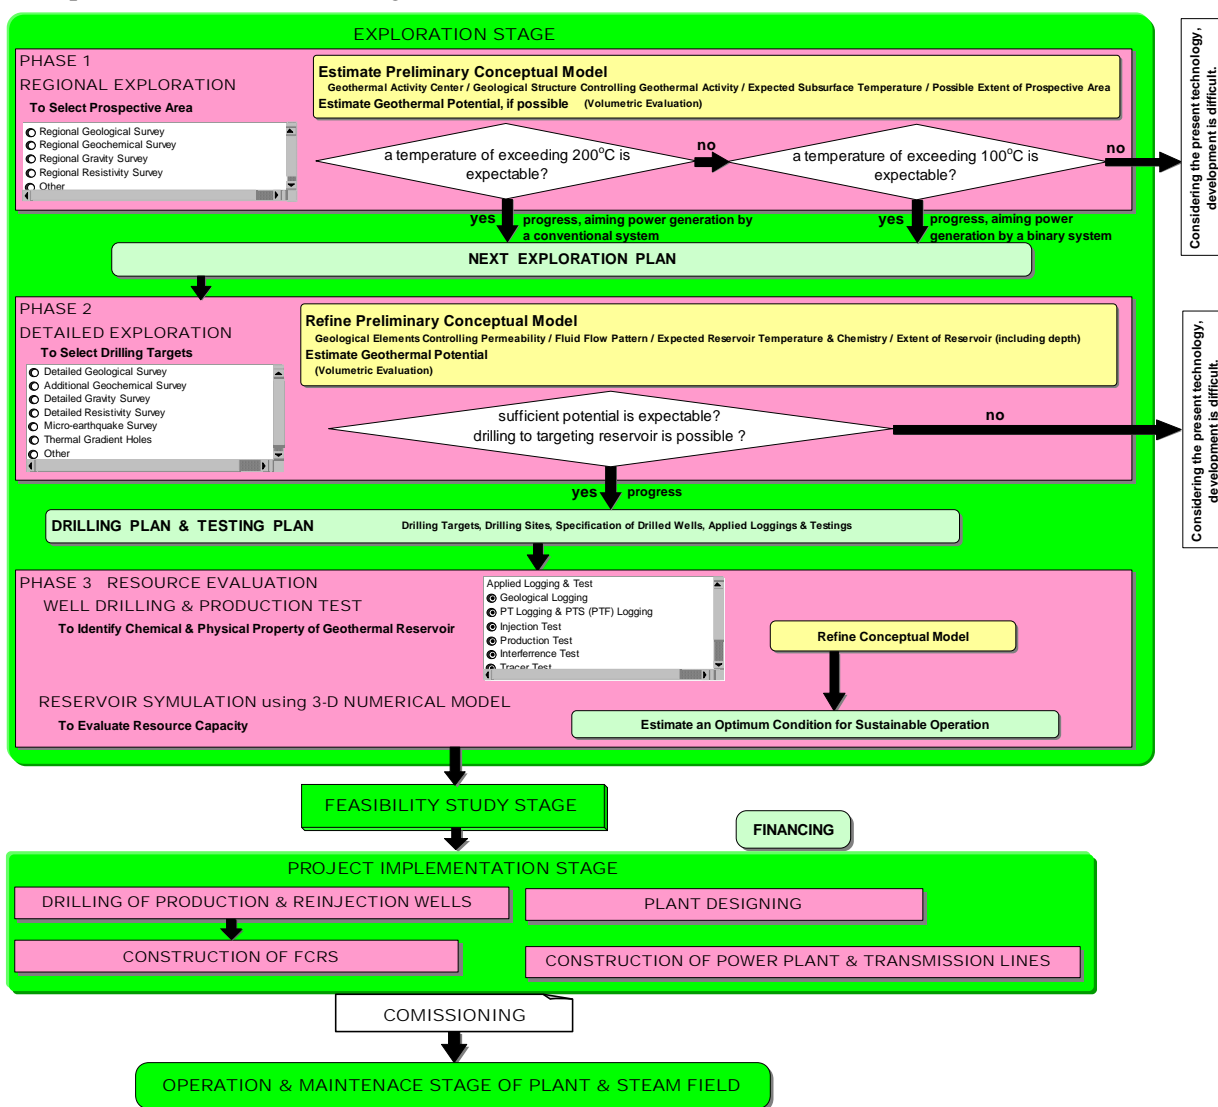 EXPLORATION STAGE
PHASE 1
REGIONAL EXPLORATION
To Select Prospective Area
Regional Geological Survey
Regional Geochemical Survey
Regional Gravity Survey
Regional Resistivity Survey
Other
Estimate Preliminary Conceptual Model
Geothermal Activity Center / Geological Structure Controlling Geothermal Activity / Expected Subsurface Temperature / Possible Extent of Prospective Area
Estimate Geothermal Potential, if possible (Volumetric Evaluation)
a temperature of exceeding 200°C is
expectable?
no
a temperature of exceeding 100°C is
expectable?
no
Considering the present technology,
development is difficult.
yes
progress, aiming power generation by
a conventional system
yes
progress, aiming power
generation by a binary system
NEXT EXPLORATION PLAN
PHASE 2
DETAILED EXPLORATION
To Select Drilling Targets
Detailed Geological Survey
Additional Geochemical Survey
Detailed Gravity Survey
Detailed Resistivity Survey
Micro-earthquake Survey
Thermal Gradient Holes
Other
Refine Preliminary Conceptual Model
Geological Elements Controlling Permeability / Fluid Flow Pattern / Expected Reservoir Temperature & Chemistry / Extent of Reservoir (including depth)
Estimate Geothermal Potential
(Volumetric Evaluation)
sufficient potential is expectable?
drilling to targeting reservoir is possible ?
no
Considering the present technology,
development is difficult.
yes
progress
DRILLING PLAN & TESTING PLAN
Drilling Targets, Drilling Sites, Specification of Drilled Wells, Applied Loggings & Testings
PHASE 3 RESOURCE EVALUATION
WELL DRILLING & PRODUCTION TEST
To Identify Chemical & Physical Property of Geothermal Reservoir
Applied Logging & Test
Geological Logging
PT Logging & PTS (PTF) Logging
Injection Test
Production Test
Interferrence Test
Tracer Test
Refine Conceptual Model
RESERVOIR SYMULATION using 3-D NUMERICAL MODEL
To Evaluate Resource Capacity
Estimate an Optimum Condition for Sustainable Operation
FEASIBILITY STUDY STAGE
FINANCING
PROJECT IMPLEMENTATION STAGE
DRILLING OF PRODUCTION & REINJECTION WELLS
PLANT DESIGNING
CONSTRUCTION OF FCRS
CONSTRUCTION OF POWER PLANT & TRANSMISSION LINES
COMISSIONING
OPERATION & MAINTENACE STAGE OF PLANT & STEAM FIELD